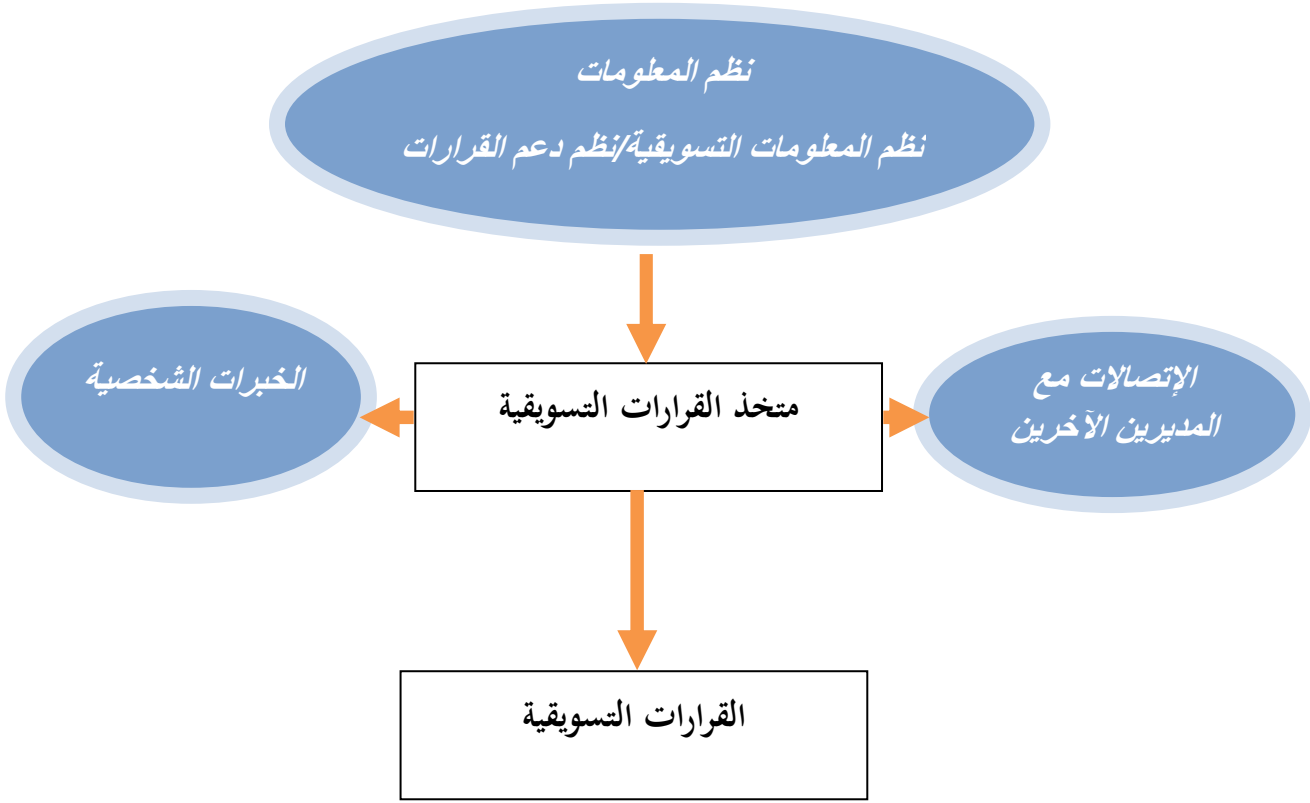 نظم المعلومات
نظم المعلومات التسويقية/نظم دعم القرارات
الخبرات الشخصية
متخذ القرارات التسويقية
الإتصالات مع
المديرين الآخرين
القرارات التسويقية